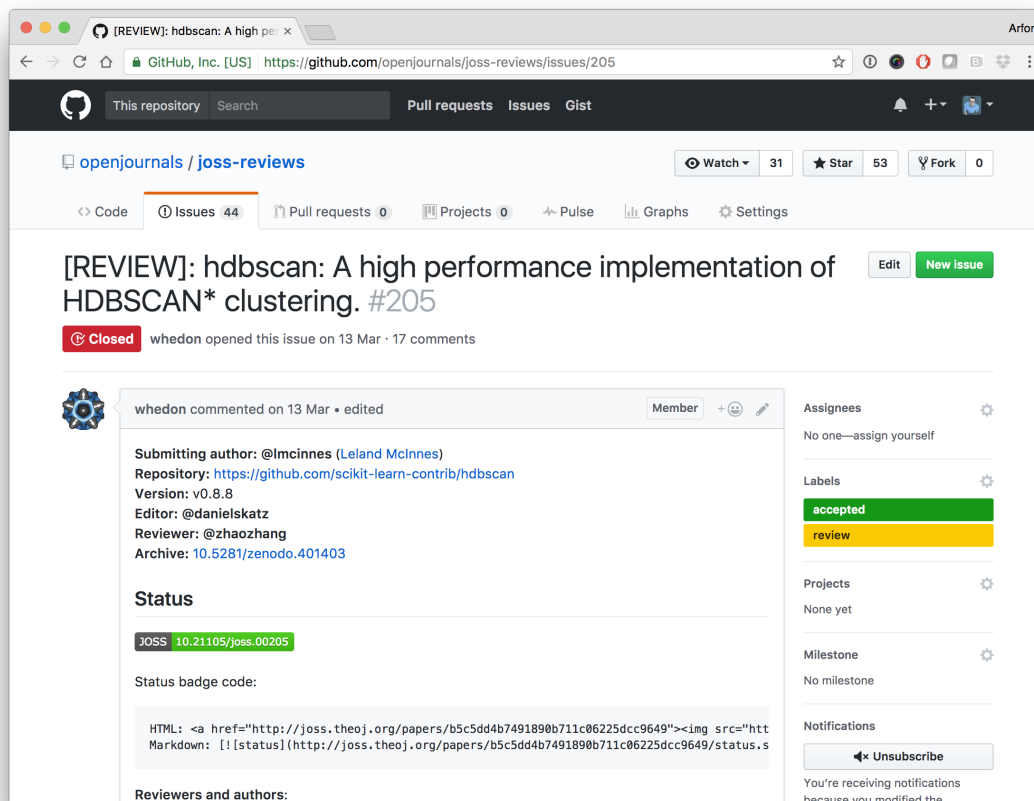 [REVIEW]: hdbscan: A high per
Arfor
GitHub, Inc. [US] https://github.com/openjournals/joss-reviews/issues/205
This repository Search Pull requests Issues Gist
openjournals / joss-reviews
Watch 31 Star 53 Fork 0
Code Issues 44 Pull requests 0 Projects 0 Pulse Graphs Settings
[REVIEW]: hdbscan: A high performance implementation of
HDBSCAN* clustering. #205
Edit New issue
Closed whedon opened this issue on 13 Mar · 17 comments
whedon commented on 13 Mar • edited
Member
Submitting author: @lmcinnes (Leland McInnes)
Repository: https://github.com/scikit-learn-contrib/hdbscan
Version: v0.8.8
Editor: @danielskatz
Reviewer: @zhaozhang
Archive: 10.5281/zenodo.401403
Status
JOSS 10.21105/joss.00205
Status badge code:
HTML: <a href="http://joss.theoj.org/papers/b5c5dd4b7491890b711c06225dcc9649"><img src="htt
Markdown: [![status](http://joss.theoj.org/papers/b5c5dd4b7491890b711c06225dcc9649/status.s
Reviewers and authors:
Assignees
No one—assign yourself
Labels
accepted
review
Projects
None yet
Milestone
No milestone
Notifications
Unsubscribe
You're receiving notifications
because you modified the